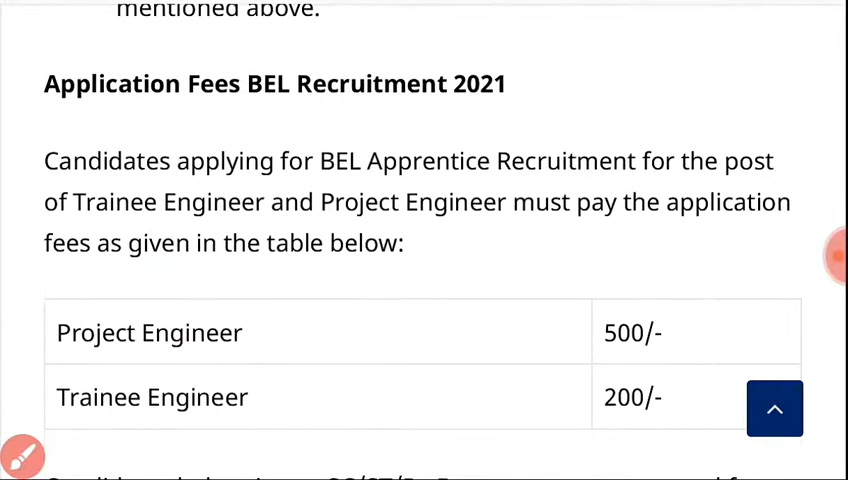 mentioned above.
Application Fees BEL Recruitment 2021
Candidates applying for BEL Apprentice Recruitment for the post
of Trainee Engineer and Project Engineer must pay the application
fees as given in the table below:
Project Engineer 500/-
Trainee Engineer 200/-